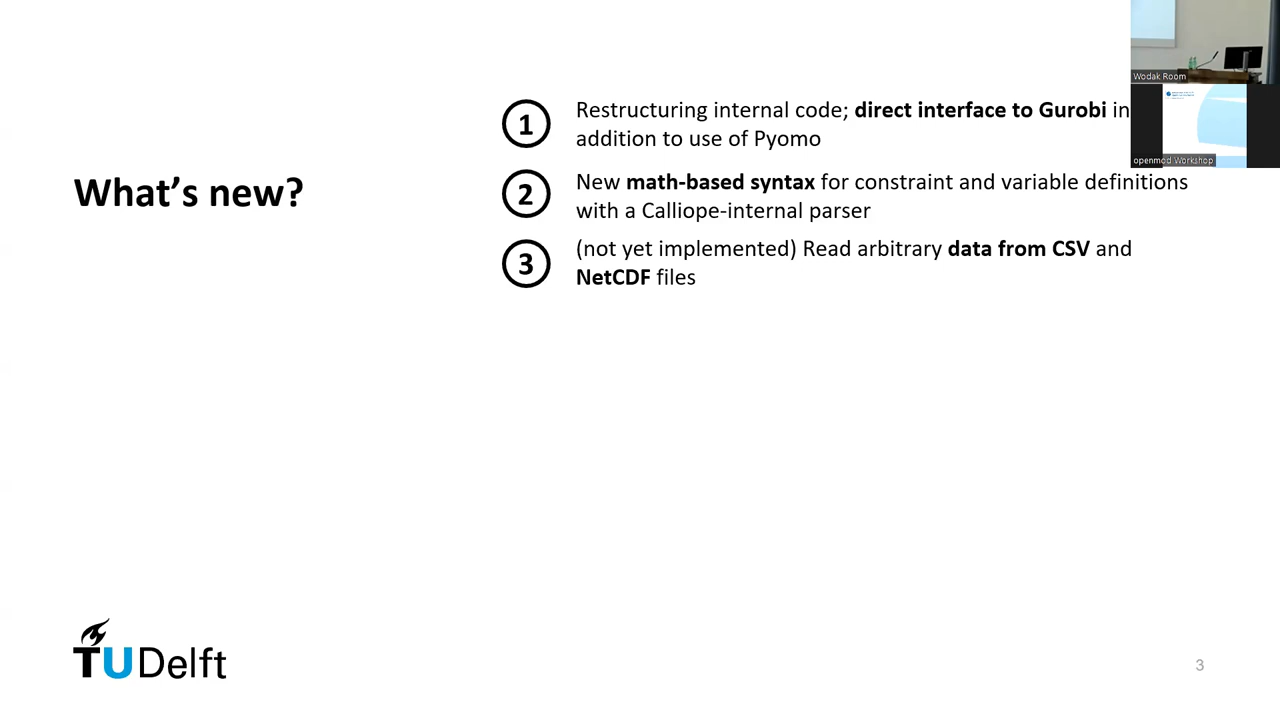 Wodak Room
openmod Workshop
What's new?
1
Restructuring internal code; direct interface to Gurobi in
addition to use of Pyomo
2
New math-based syntax for constraint and variable definitions
with a Calliope-internal parser
3
(not yet implemented) Read arbitrary data from CSV and
NetCDF files
TUDelft
3